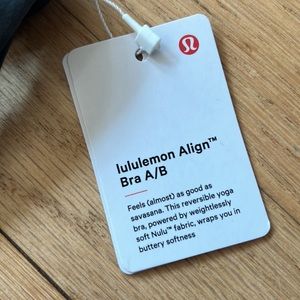 lululemon Align™
Bra A/B
Feels (almost) as good as
savasana. This reversible yoga
bra, powered by weightlessly
soft Nulu™ fabric, wraps you in
buttery softness